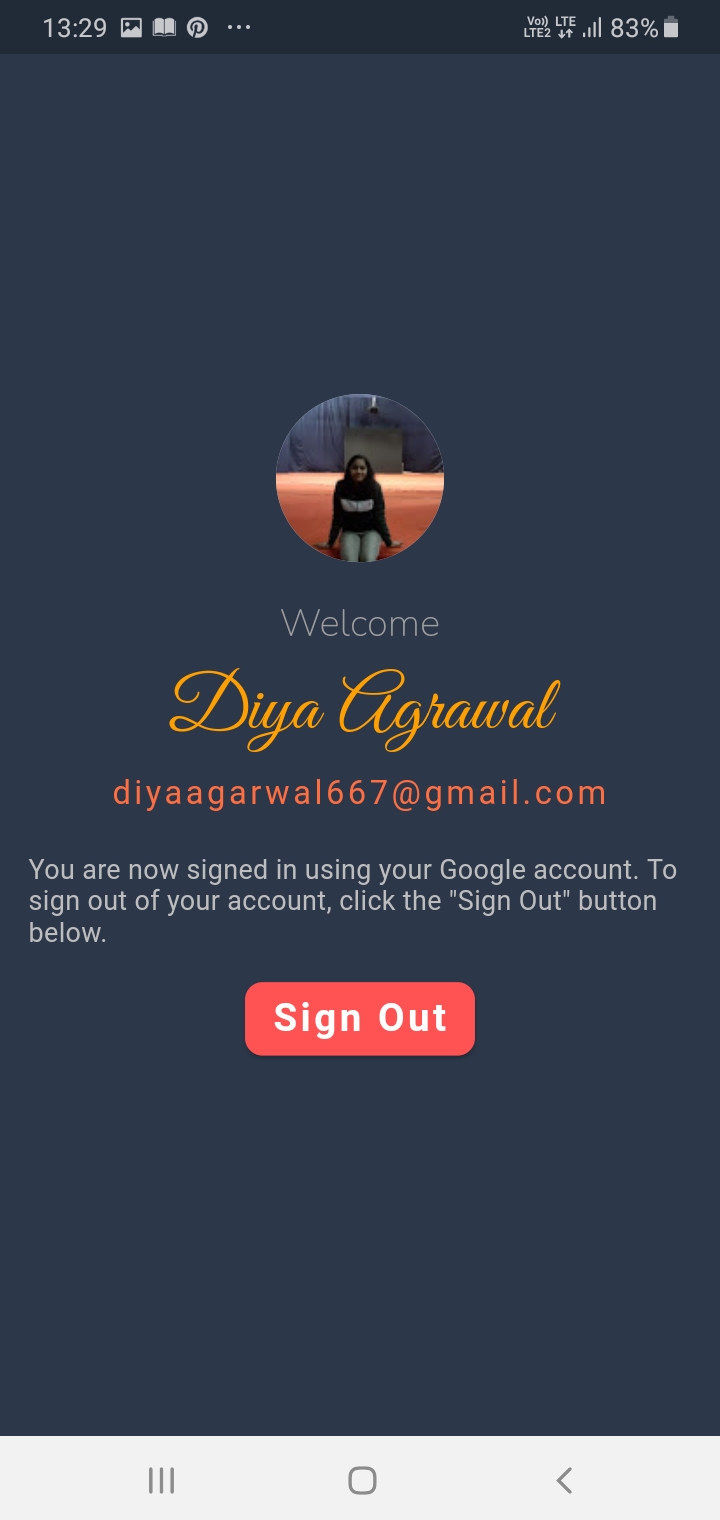 13:29 Vo)) LTE2 LTE 83%
Welcome
Diya Agrawal
diyaagarwal667@gmail.com
You are now signed in using your Google account. To
sign out of your account, click the "Sign Out" button
below.
Sign Out